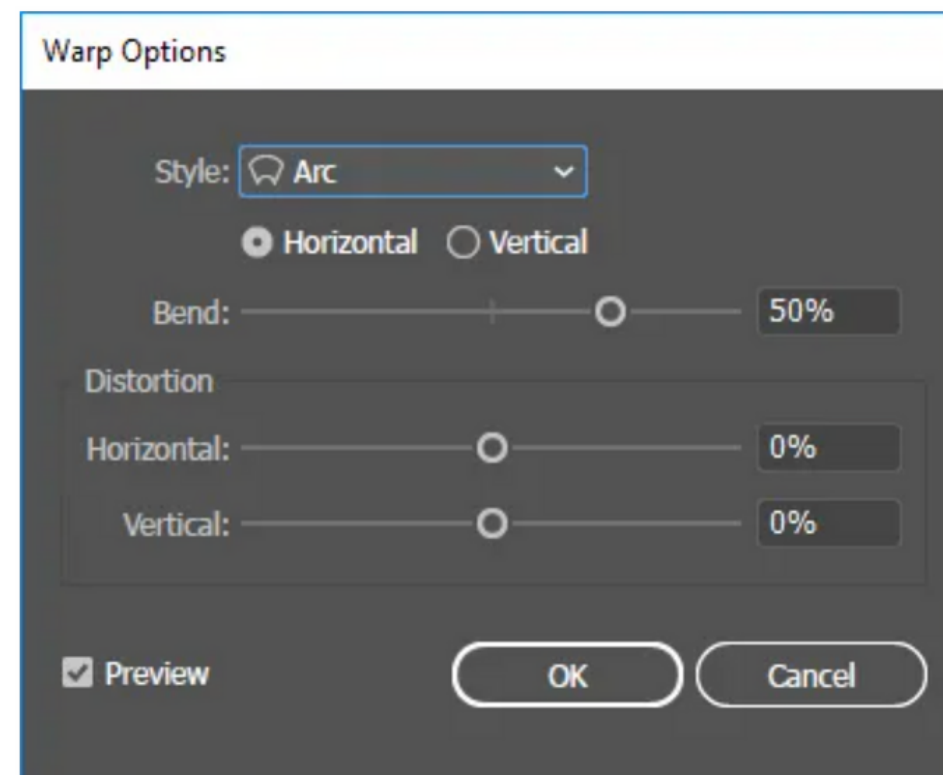 Warp Options
Style: Arc
Horizontal Vertical
Bend: 50%
Distortion
Horizontal: 0%
Vertical: 0%
Preview OK Cancel